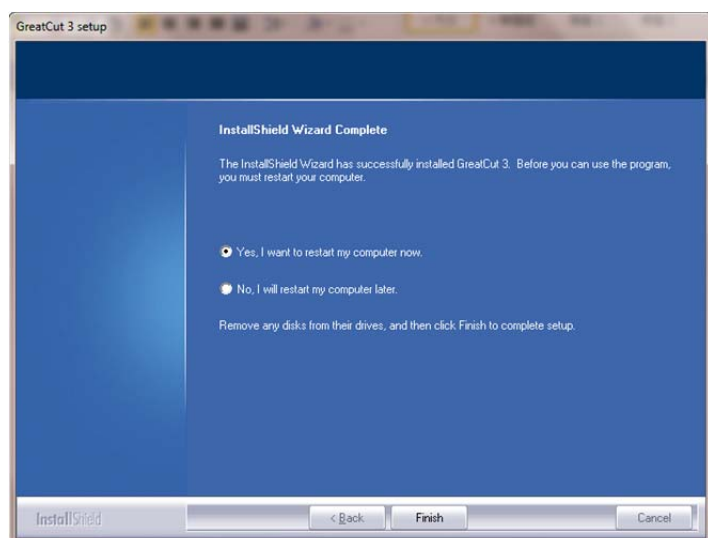 GreatCut 3 setup
InstallShield Wizard Complete
The InstallShield Wizard has successfully installed GreatCut 3. Before you can use the program,
you must restart your computer.
Yes, I want to restart my computer now.
No, I will restart my computer later.
Remove any disks from their drives, and then click Finish to complete setup.
InstallShield
< Back
Finish
Cancel